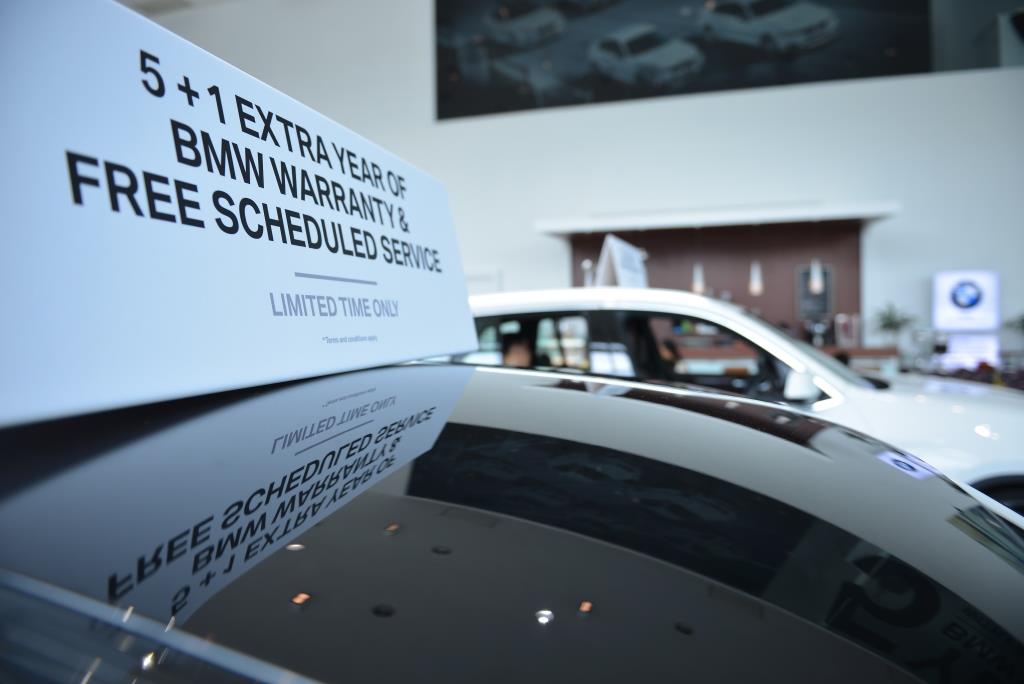 5 + 1 EXTRA YEAR OF
BMW WARRANTY &
FREE SCHEDULED SERVICE
LIMITED TIME ONLY
*Terms and conditions apply